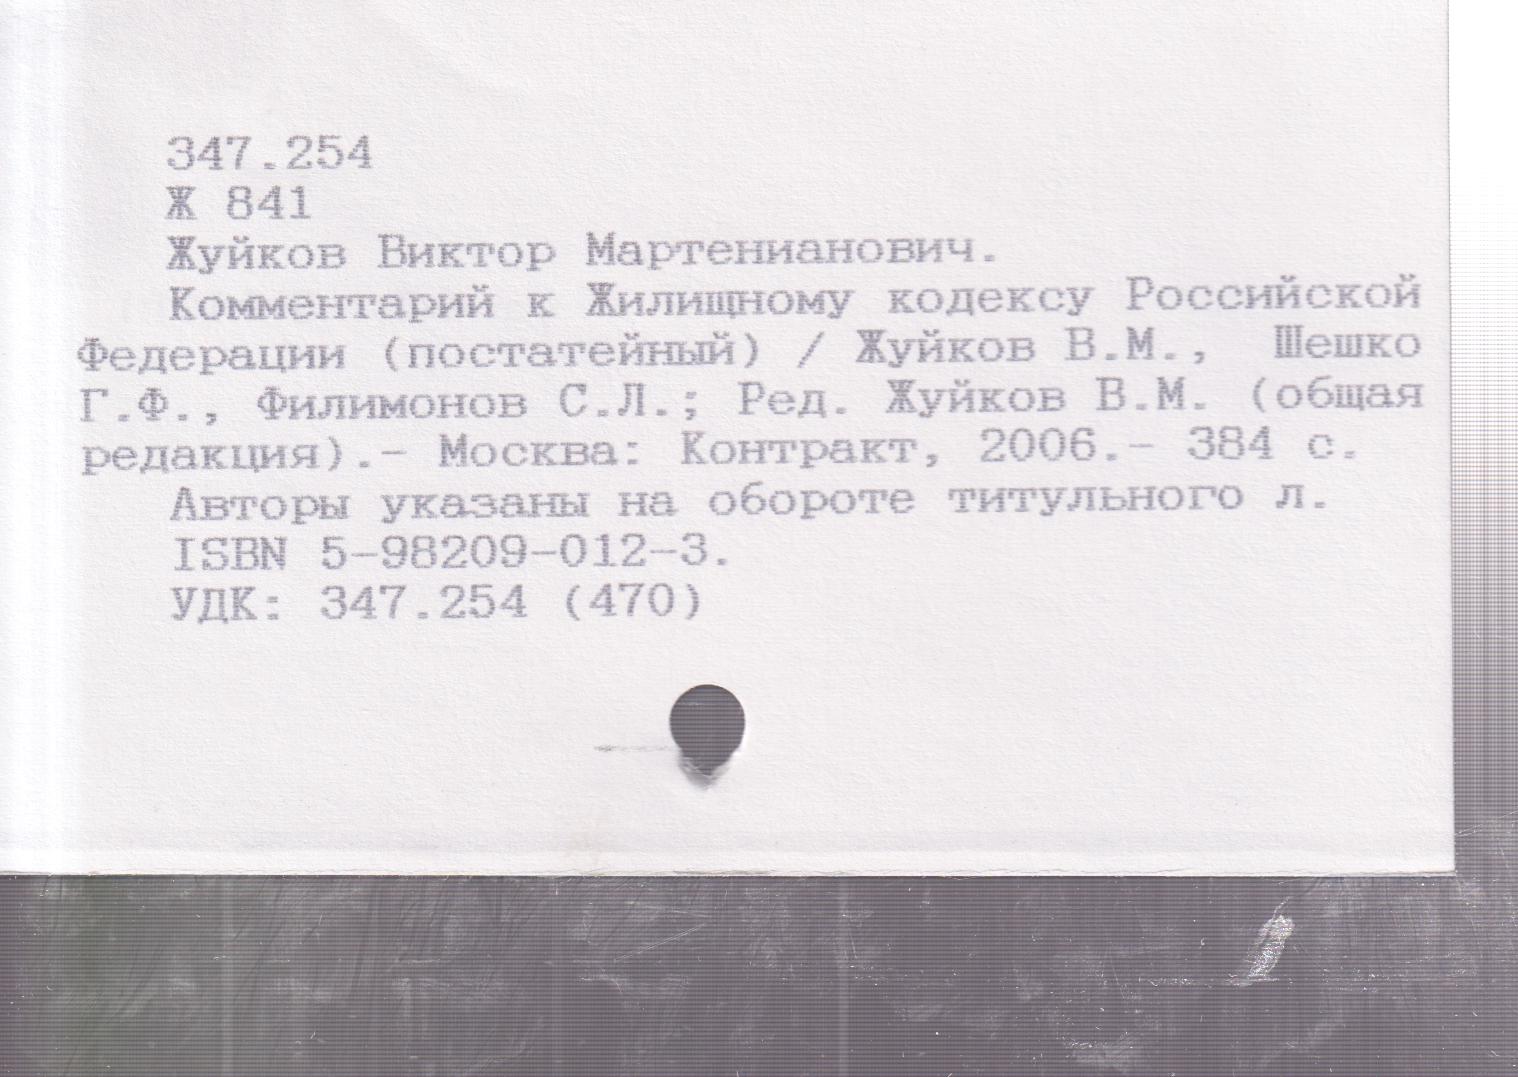 347.254
Ж 841
Жуйков Виктор Мартенианович.
Комментарий к Жилищному кодексу Российской
Федерации (постатейный) / Жуйков В.М., Шешко
Г.Ф., Филимонов С.Л.; Ред. Жуйков В.М. (общая
редакция).- Москва: Контракт, 2006.- 384 с.
Авторы указаны на обороте титульного л.
ISBN 5-98209-012-3.
УДК: 347.254 (470)